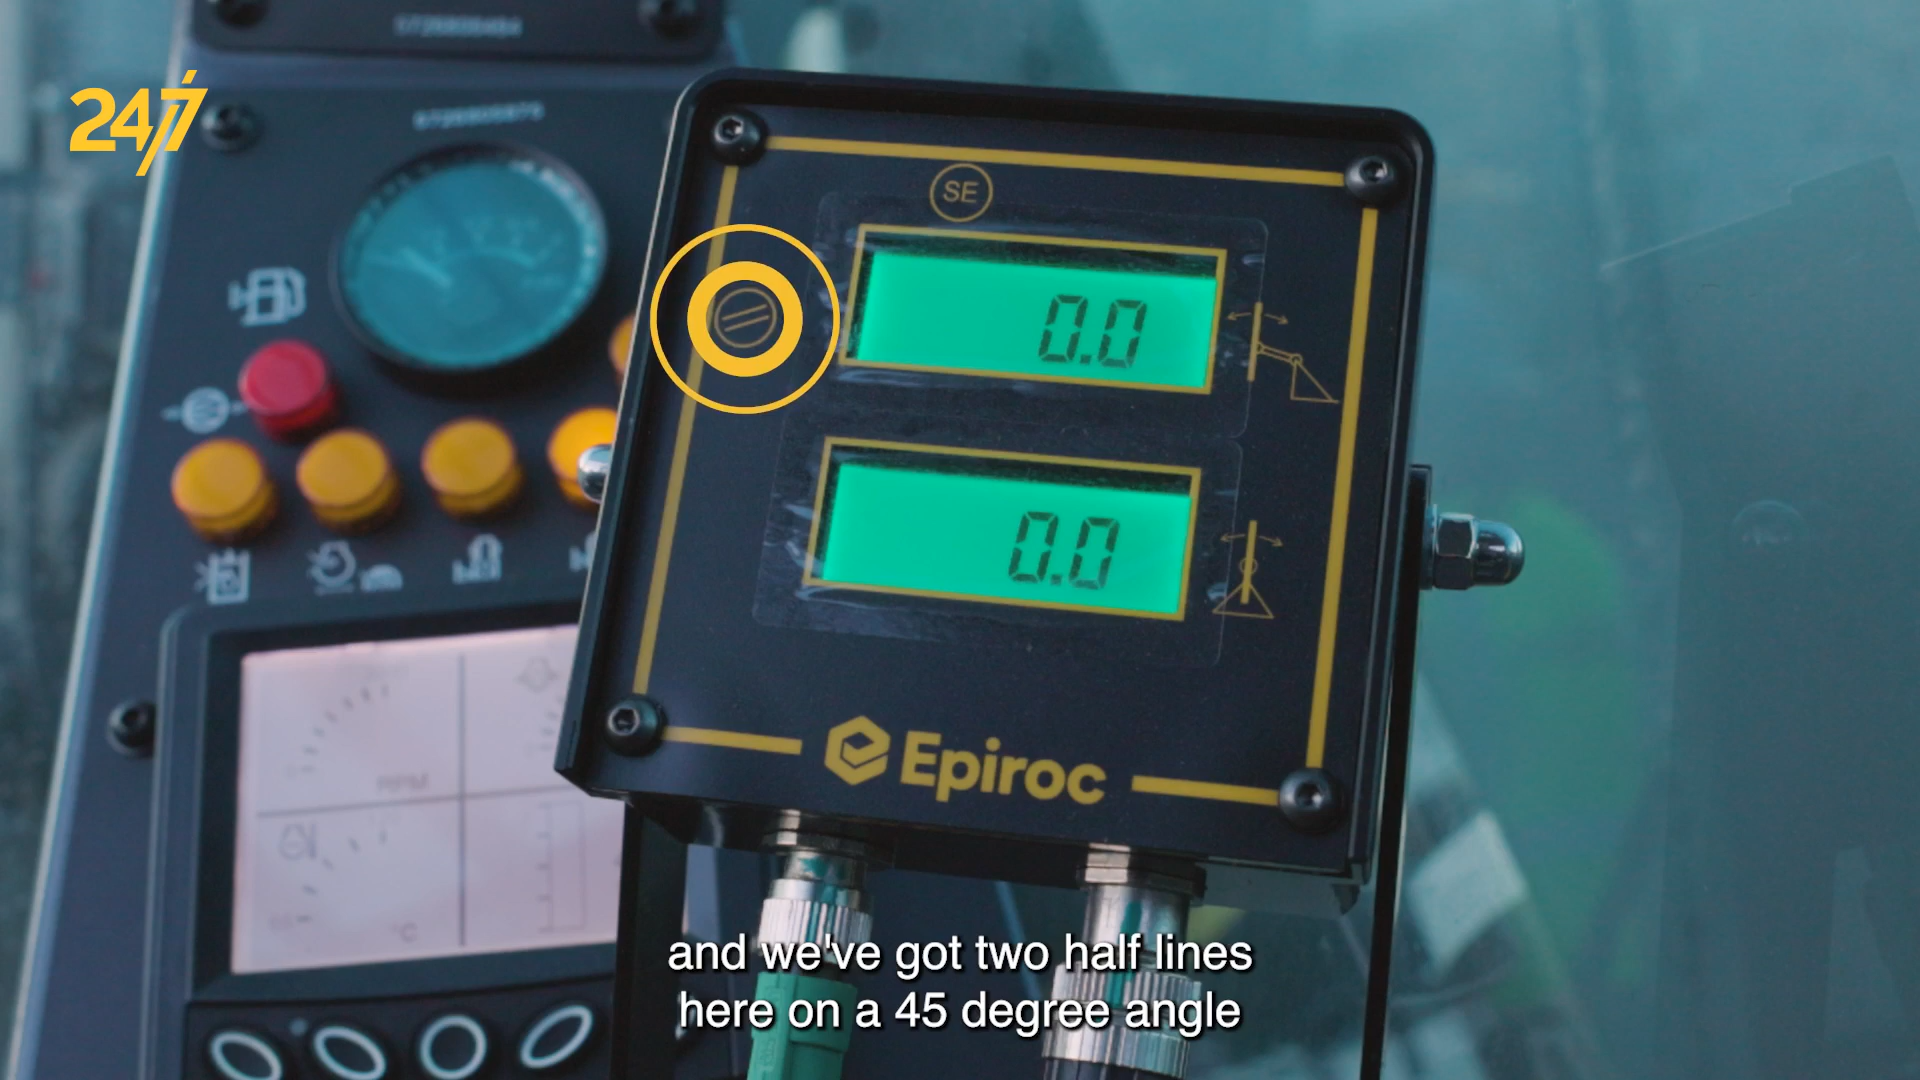 24/7
SE
0.0
0.0
Epiroc
RPM
°C
and we've got two half lines
here on a 45 degree angle